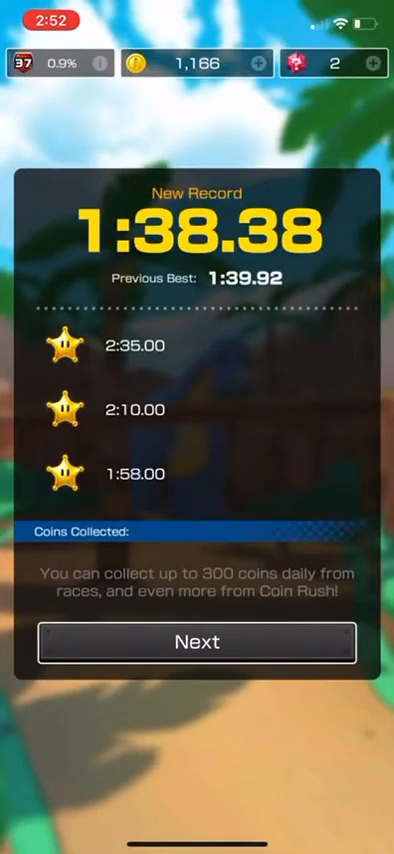 2:52
37 0.9% i 1,166 + 2 +
New Record
1:38.38
Previous Best: 1:39.92
2:35.00
2:10.00
1:58.00
Coins Collected:
You can collect up to 300 coins daily from
races, and even more from Coin Rush!
Next